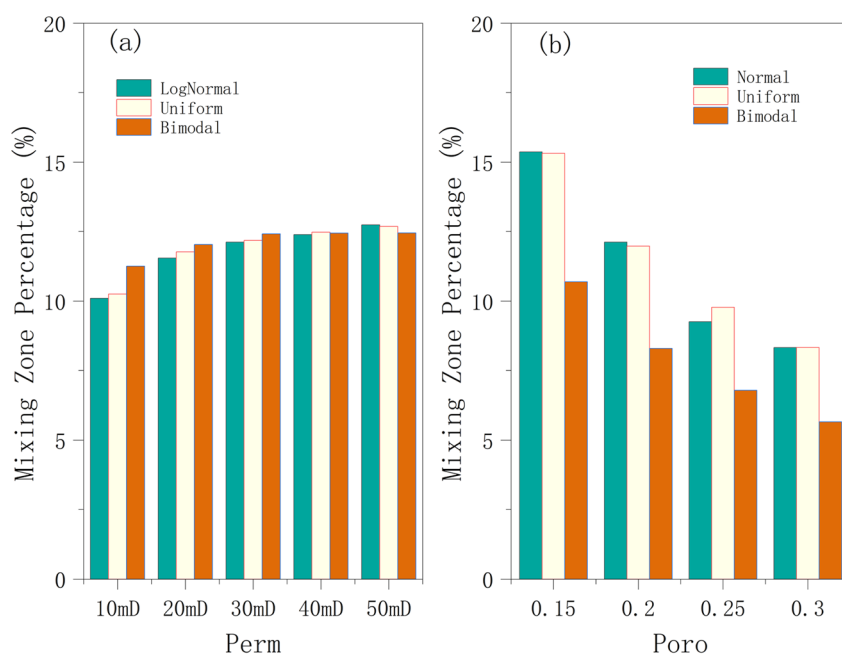 (a)
LogNormal
Uniform
Bimodal
Mixing Zone Percentage (%)
20
15
10
5
0
10mD 20mD 30mD 40mD 50mD
Perm
(b)
Normal
Uniform
Bimodal
Mixing Zone Percentage (%)
20
15
10
5
0
0.15 0.2 0.25 0.3
Poro